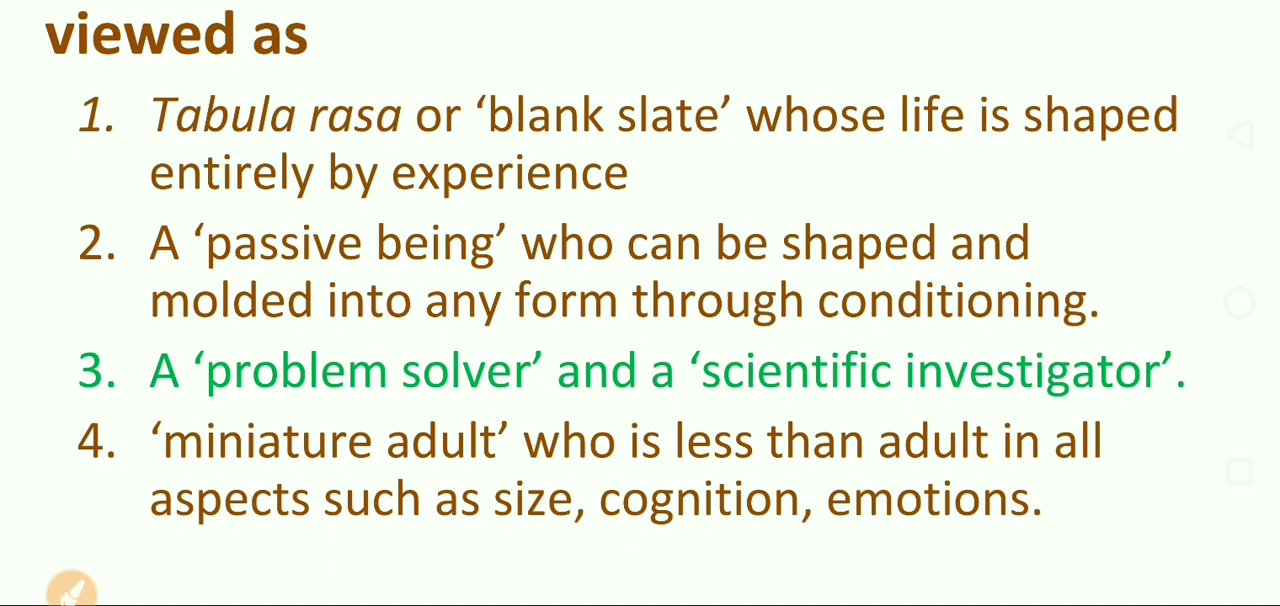 viewed as
1. Tabula rasa or ‘blank slate’ whose life is shaped
entirely by experience
2. A ‘passive being’ who can be shaped and
molded into any form through conditioning.
3. A ‘problem solver’ and a ‘scientific investigator’.
4. ‘miniature adult’ who is less than adult in all
aspects such as size, cognition, emotions.